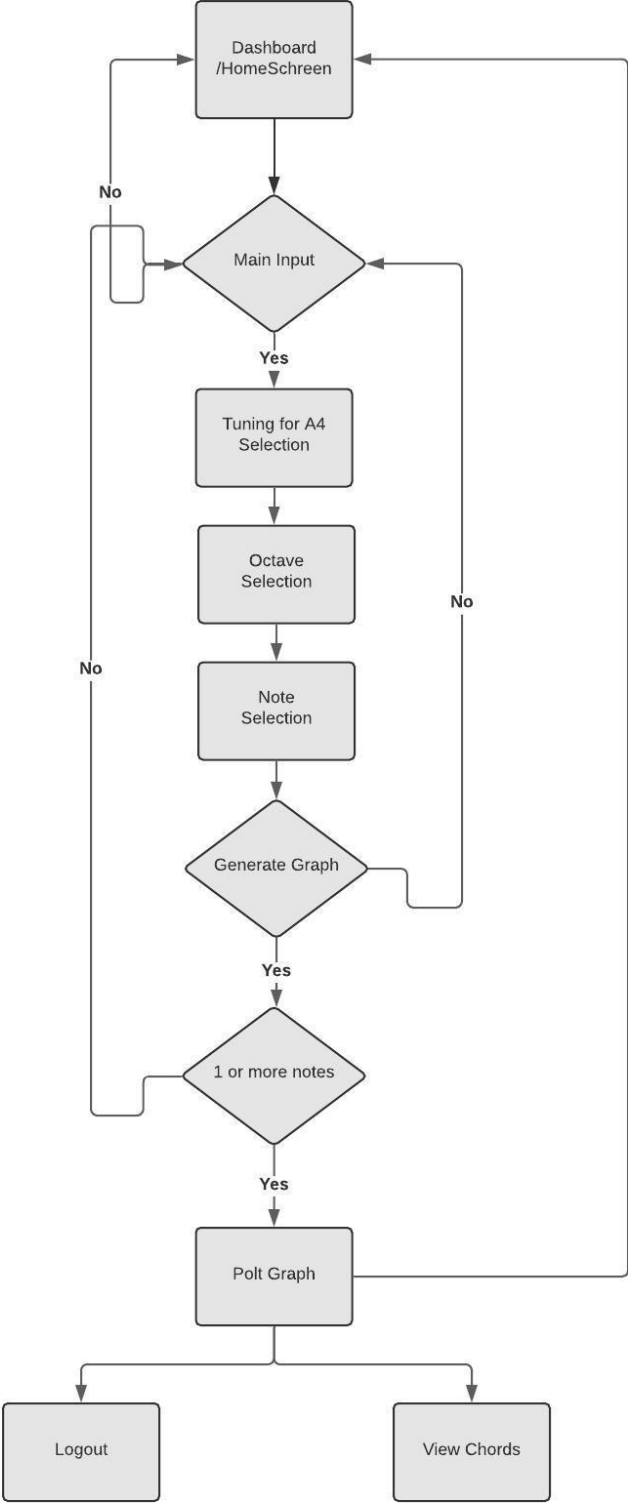 Dashboard
/HomeSchreen
No
Main Input
Yes
Tuning for A4
Selection
Octave
Selection
No
No
Note
Selection
Generate Graph
Yes
1 or more notes
Yes
Polt Graph
Logout
View Chords